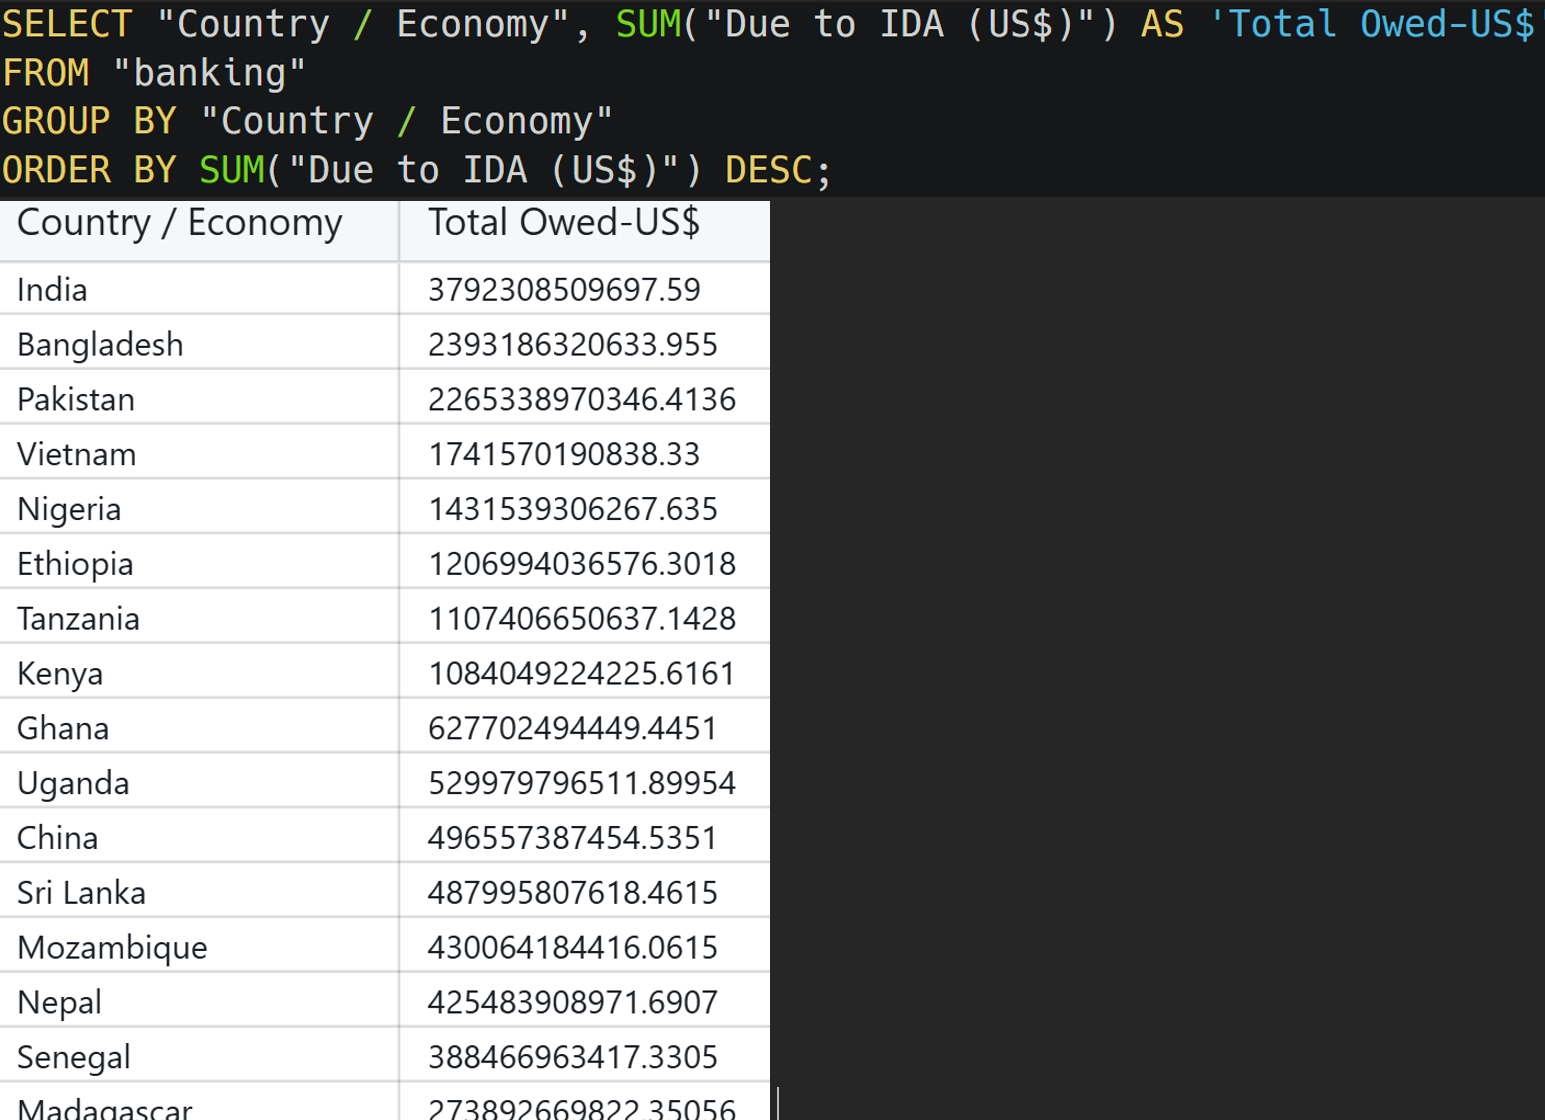 SELECT "Country / Economy", SUM("Due to IDA (US$)") AS 'Total Owed-US$'
FROM "banking"
GROUP BY "Country / Economy"
ORDER BY SUM("Due to IDA (US$)") DESC;
Country / Economy Total Owed-US$
India 3792308509697.59
Bangladesh 2393186320633.955
Pakistan 2265338970346.4136
Vietnam 1741570190838.33
Nigeria 1431539306267.635
Ethiopia 1206994036576.3018
Tanzania 1107406650637.1428
Kenya 1084049224225.6161
Ghana 627702494449.4451
Uganda 529979796511.89954
China 496557387454.5351
Sri Lanka 487995807618.4615
Mozambique 430064184416.0615
Nepal 425483908971.6907
Senegal 388466963417.3305
Madagascar 273892669822.35056